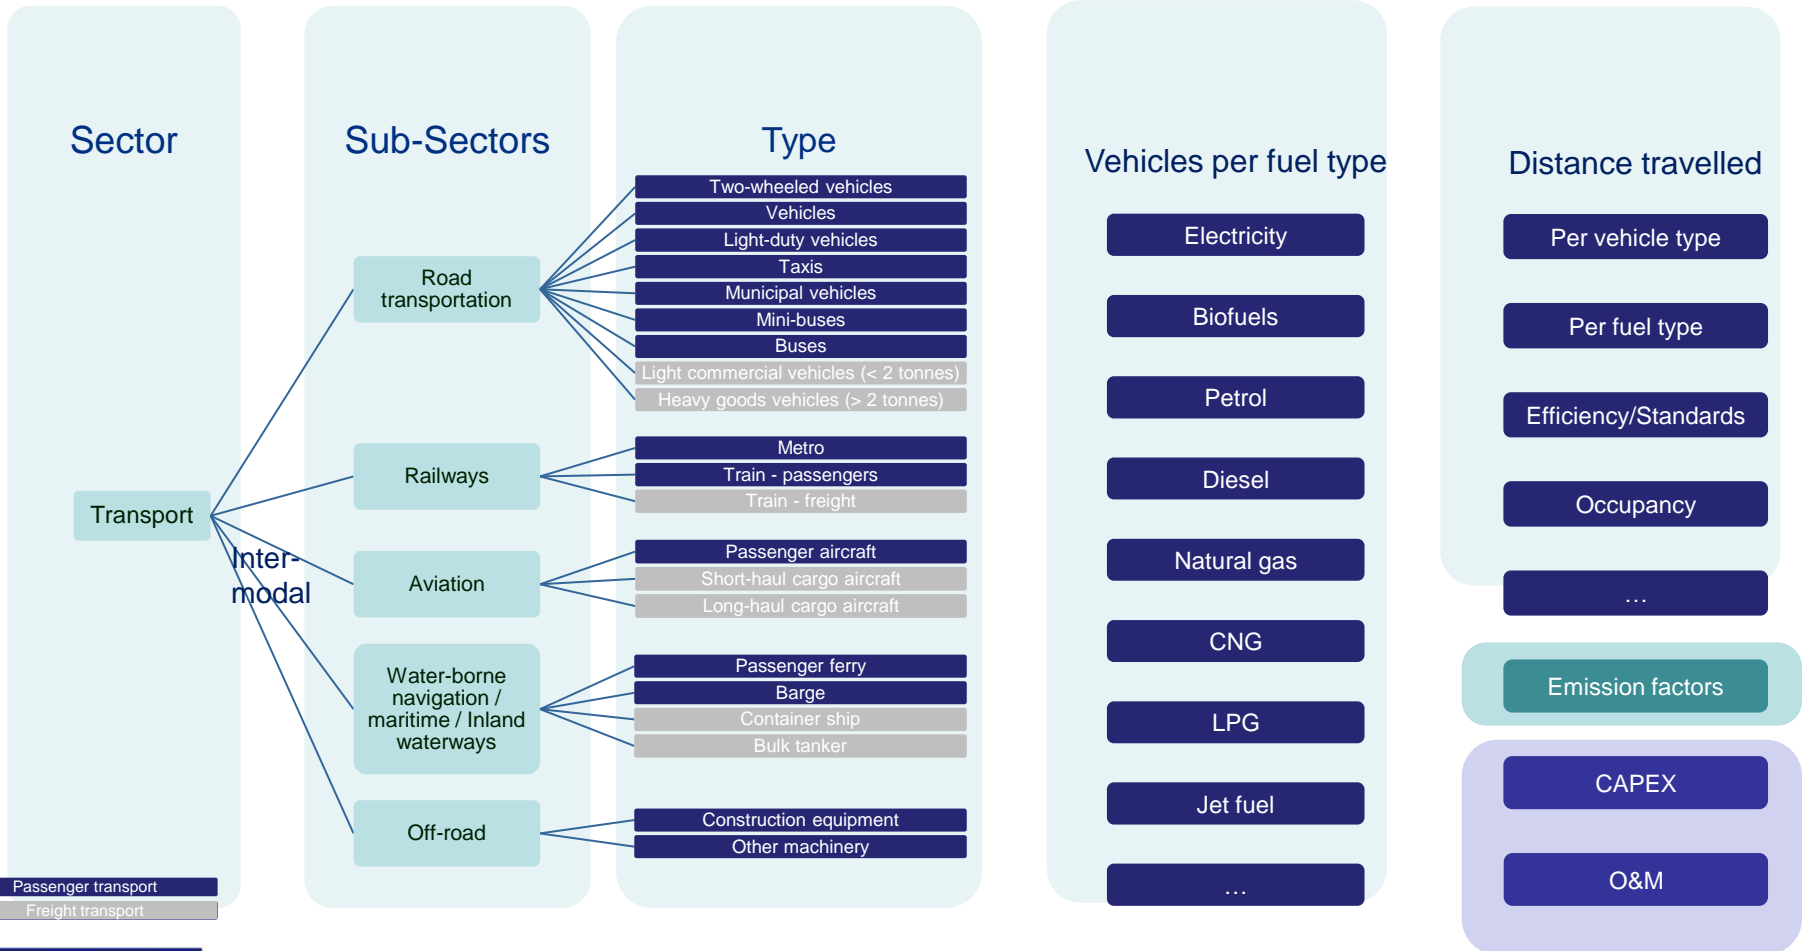 Sector
Transport
Inter-
modal
Sub-Sectors
Road
transportation
Railways
Aviation
Water-borne
navigation /
maritime / Inland
waterways
Off-road
Type
Two-wheeled vehicles
Vehicles
Light-duty vehicles
Taxis
Municipal vehicles
Mini-buses
Buses
Light commercial vehicles (< 2 tonnes)
Heavy goods vehicles (> 2 tonnes)
Metro
Train - passengers
Train - freight
Passenger aircraft
Short-haul cargo aircraft
Long-haul cargo aircraft
Passenger ferry
Barge
Container ship
Bulk tanker
Construction equipment
Other machinery
Vehicles per fuel type
Electricity
Biofuels
Petrol
Diesel
Natural gas
CNG
LPG
Jet fuel
…
Distance travelled
Per vehicle type
Per fuel type
Efficiency/Standards
Occupancy
…
Emission factors
CAPEX
O&M
Passenger transport
Freight transport